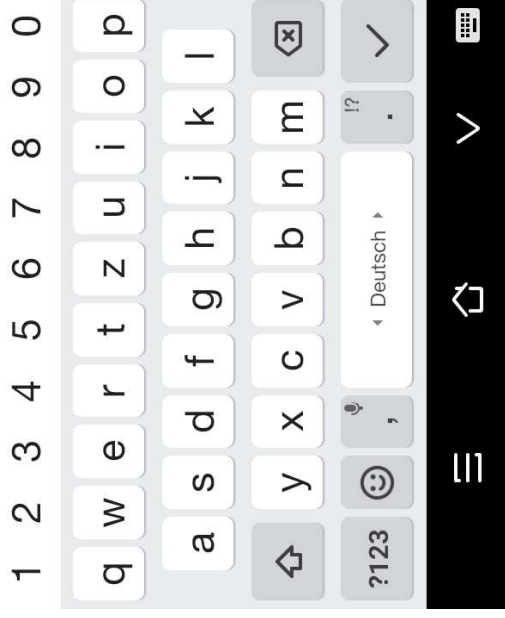 1 2 3 4 5 6 7 8 9 0
q w e r t z u i o p
a s d f g h j k l
y x c v b n m
?123 , Deutsch . !?